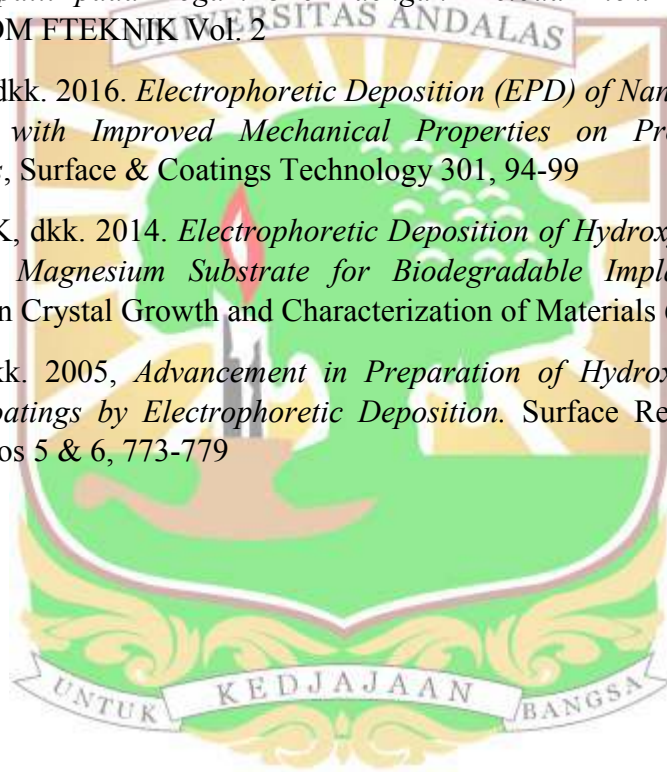 pada
dengan
OM FTEKNIK Vol. 2
UNIVERSITAS ANDALAS
dkk. 2016. Electrophoretic Deposition (EPD) of Nan
with Improved Mechanical Properties on Pr
, Surface & Coatings Technology 301, 94-99
K, dkk. 2014. Electrophoretic Deposition of Hydrox
Magnesium Substrate for Biodegradable Impl
n Crystal Growth and Characterization of Materials
kk. 2005, Advancement in Preparation of Hydrox
oatings by Electrophoretic Deposition. Surface Re
os 5 & 6, 773-779
UNTUK KEDJAJAAN BANGSA